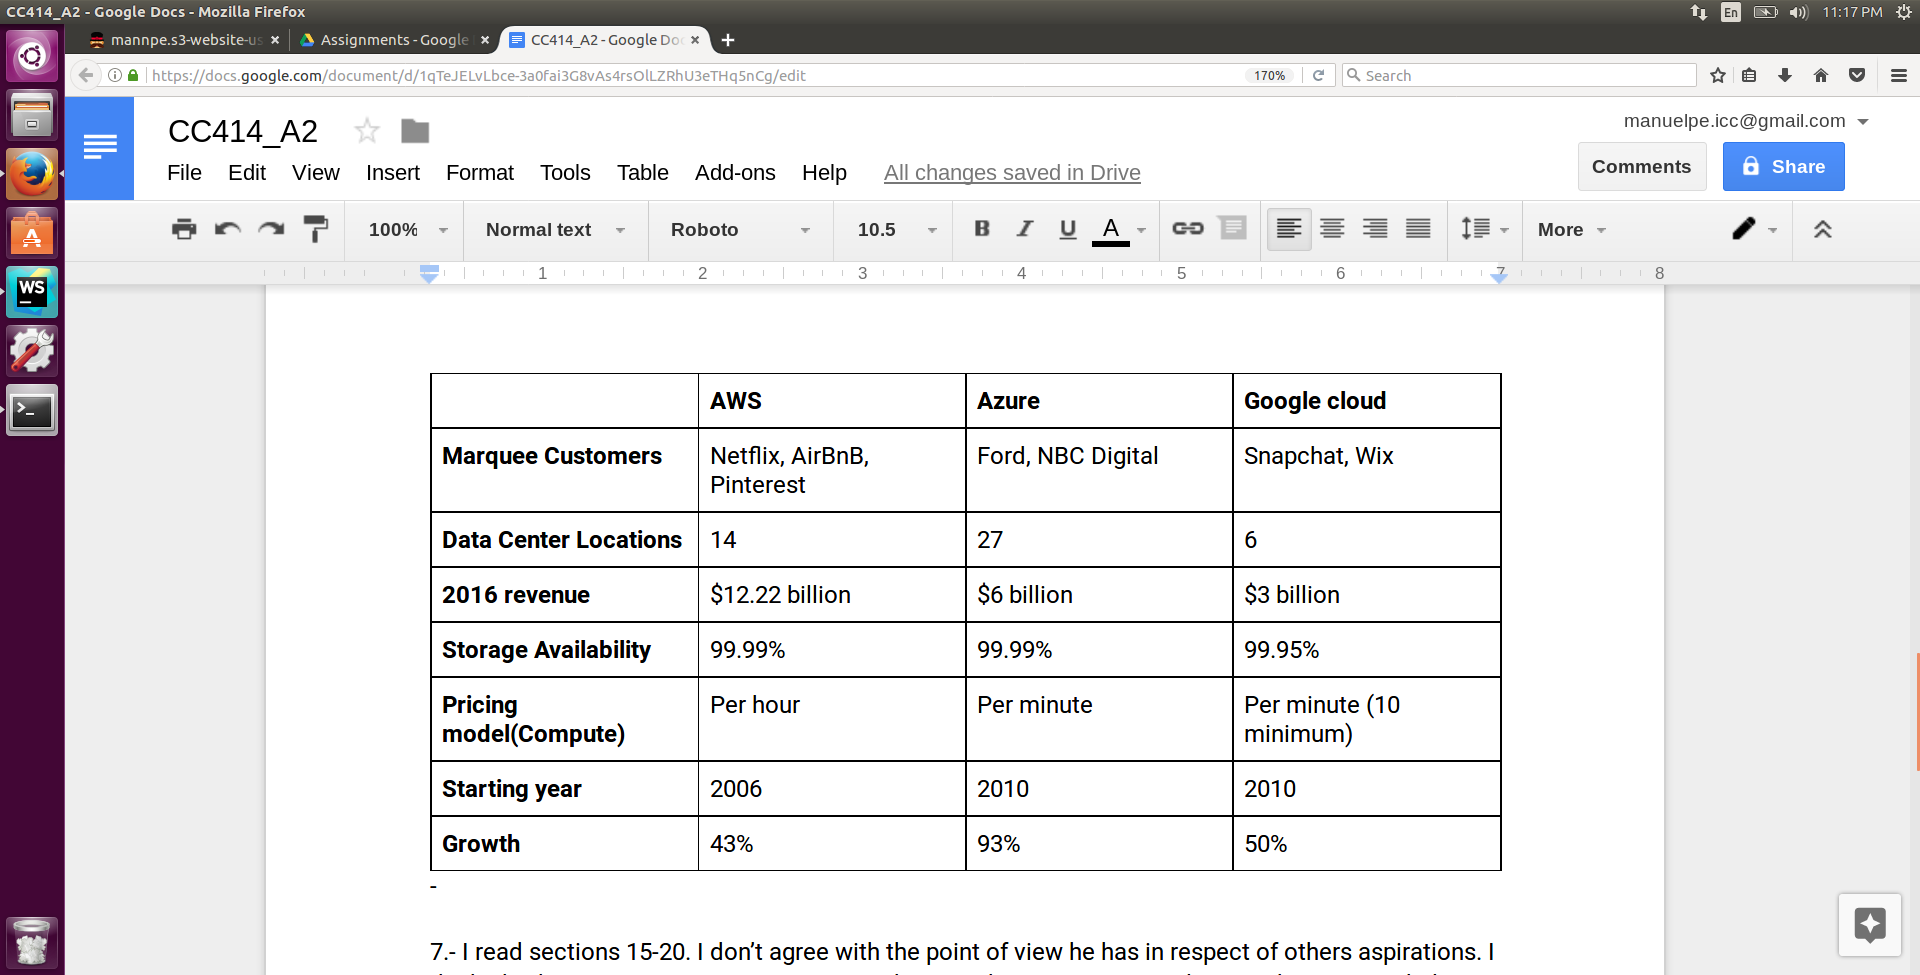 CC414_A2 - Google Docs - Mozilla Firefox
En
11:17 PM
mannpe.s3-website-us
Assignments - Google
CC414_A2 - Google Doc
https://docs.google.com/document/d/1qTeJELvLbce-3a0fai3G8vAs4rsOlLZRhU3eTHq5nCg/edit
170%
Search
CC414_A2
manuelpe.icc@gmail.com
File Edit View Insert Format Tools Table Add-ons Help All changes saved in Drive
Comments
Share
100% Normal text Roboto 10.5 B I U A More
1 2 3 4 5 6 7 8
WS
AWS Azure Google cloud
Marquee Customers Netflix, AirBnB, Ford, NBC Digital Snapchat, Wix
Pinterest
Data Center Locations 14 27 6
2016 revenue $12.22 billion $6 billion $3 billion
Storage Availability 99.99% 99.99% 99.95%
Pricing Per hour Per minute Per minute (10
model(Compute) minimum)
Starting year 2006 2010 2010
Growth 43% 93% 50%
-
7.- I read sections 15-20. I don’t agree with the point of view he has in respect of others aspirations. I